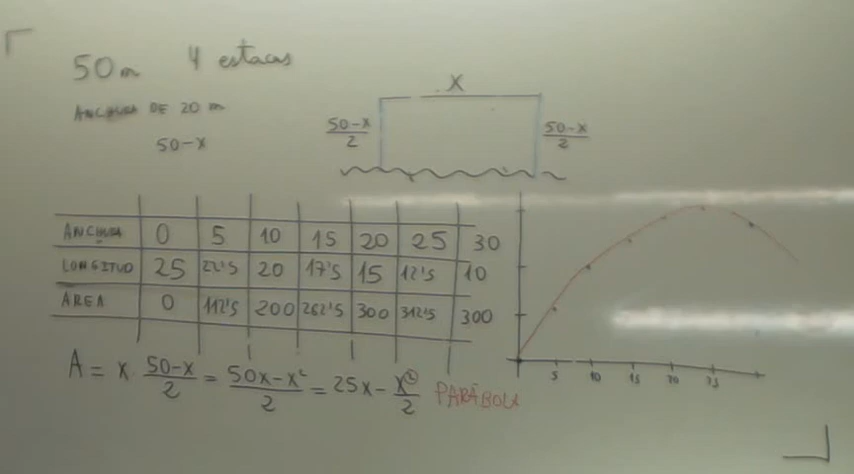 50m 4 estacas
ANCHURA DE 20 m
50-x
x
50-x/2
50-x/2
ANCHURA 0 5 10 15 20 25 30
LONGITUD 25 22'5 20 17'5 15 12'5 10
ÁREA 0 112'5 200 262'5 300 312'5 300
A = x · 50-x/2 = 50x-x²/2 = 25x - x²/2 PARÁBOLA
5 10 15 20 25